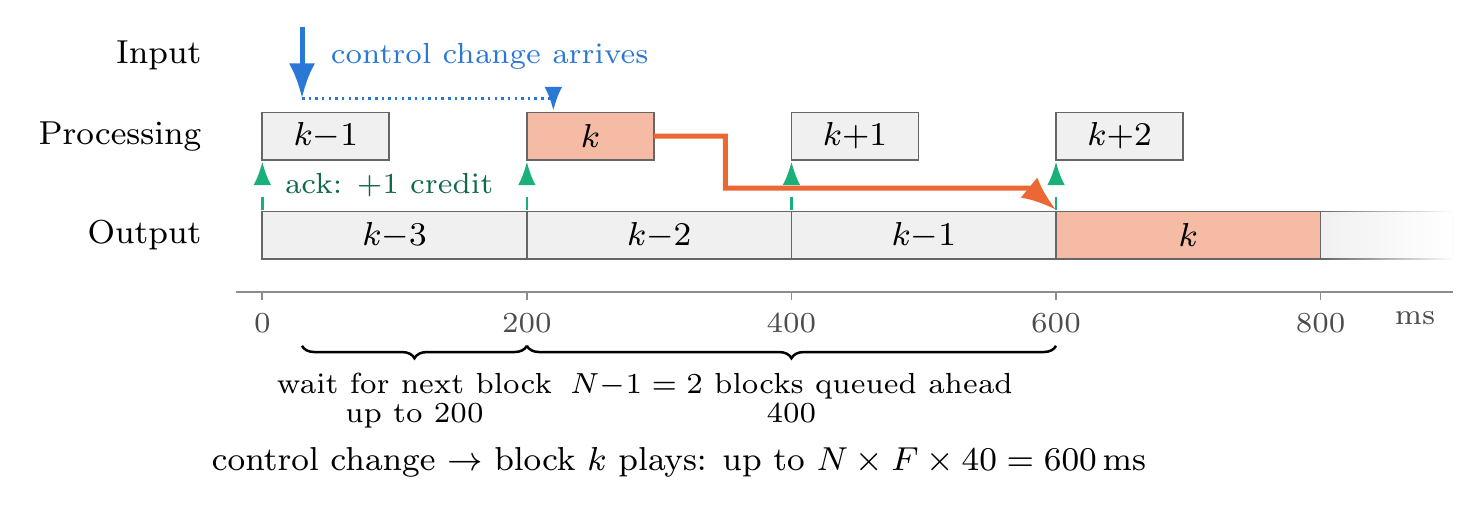 Input
control change arrives
Processing
k−1
k
k+1
k+2
ack: +1 credit
Output
k−3
k−2
k−1
k
0
200
400
600
800
ms
wait for next block
up to 200
N−1 = 2 blocks queued ahead
400
control change → block k plays: up to N × F × 40 = 600 ms